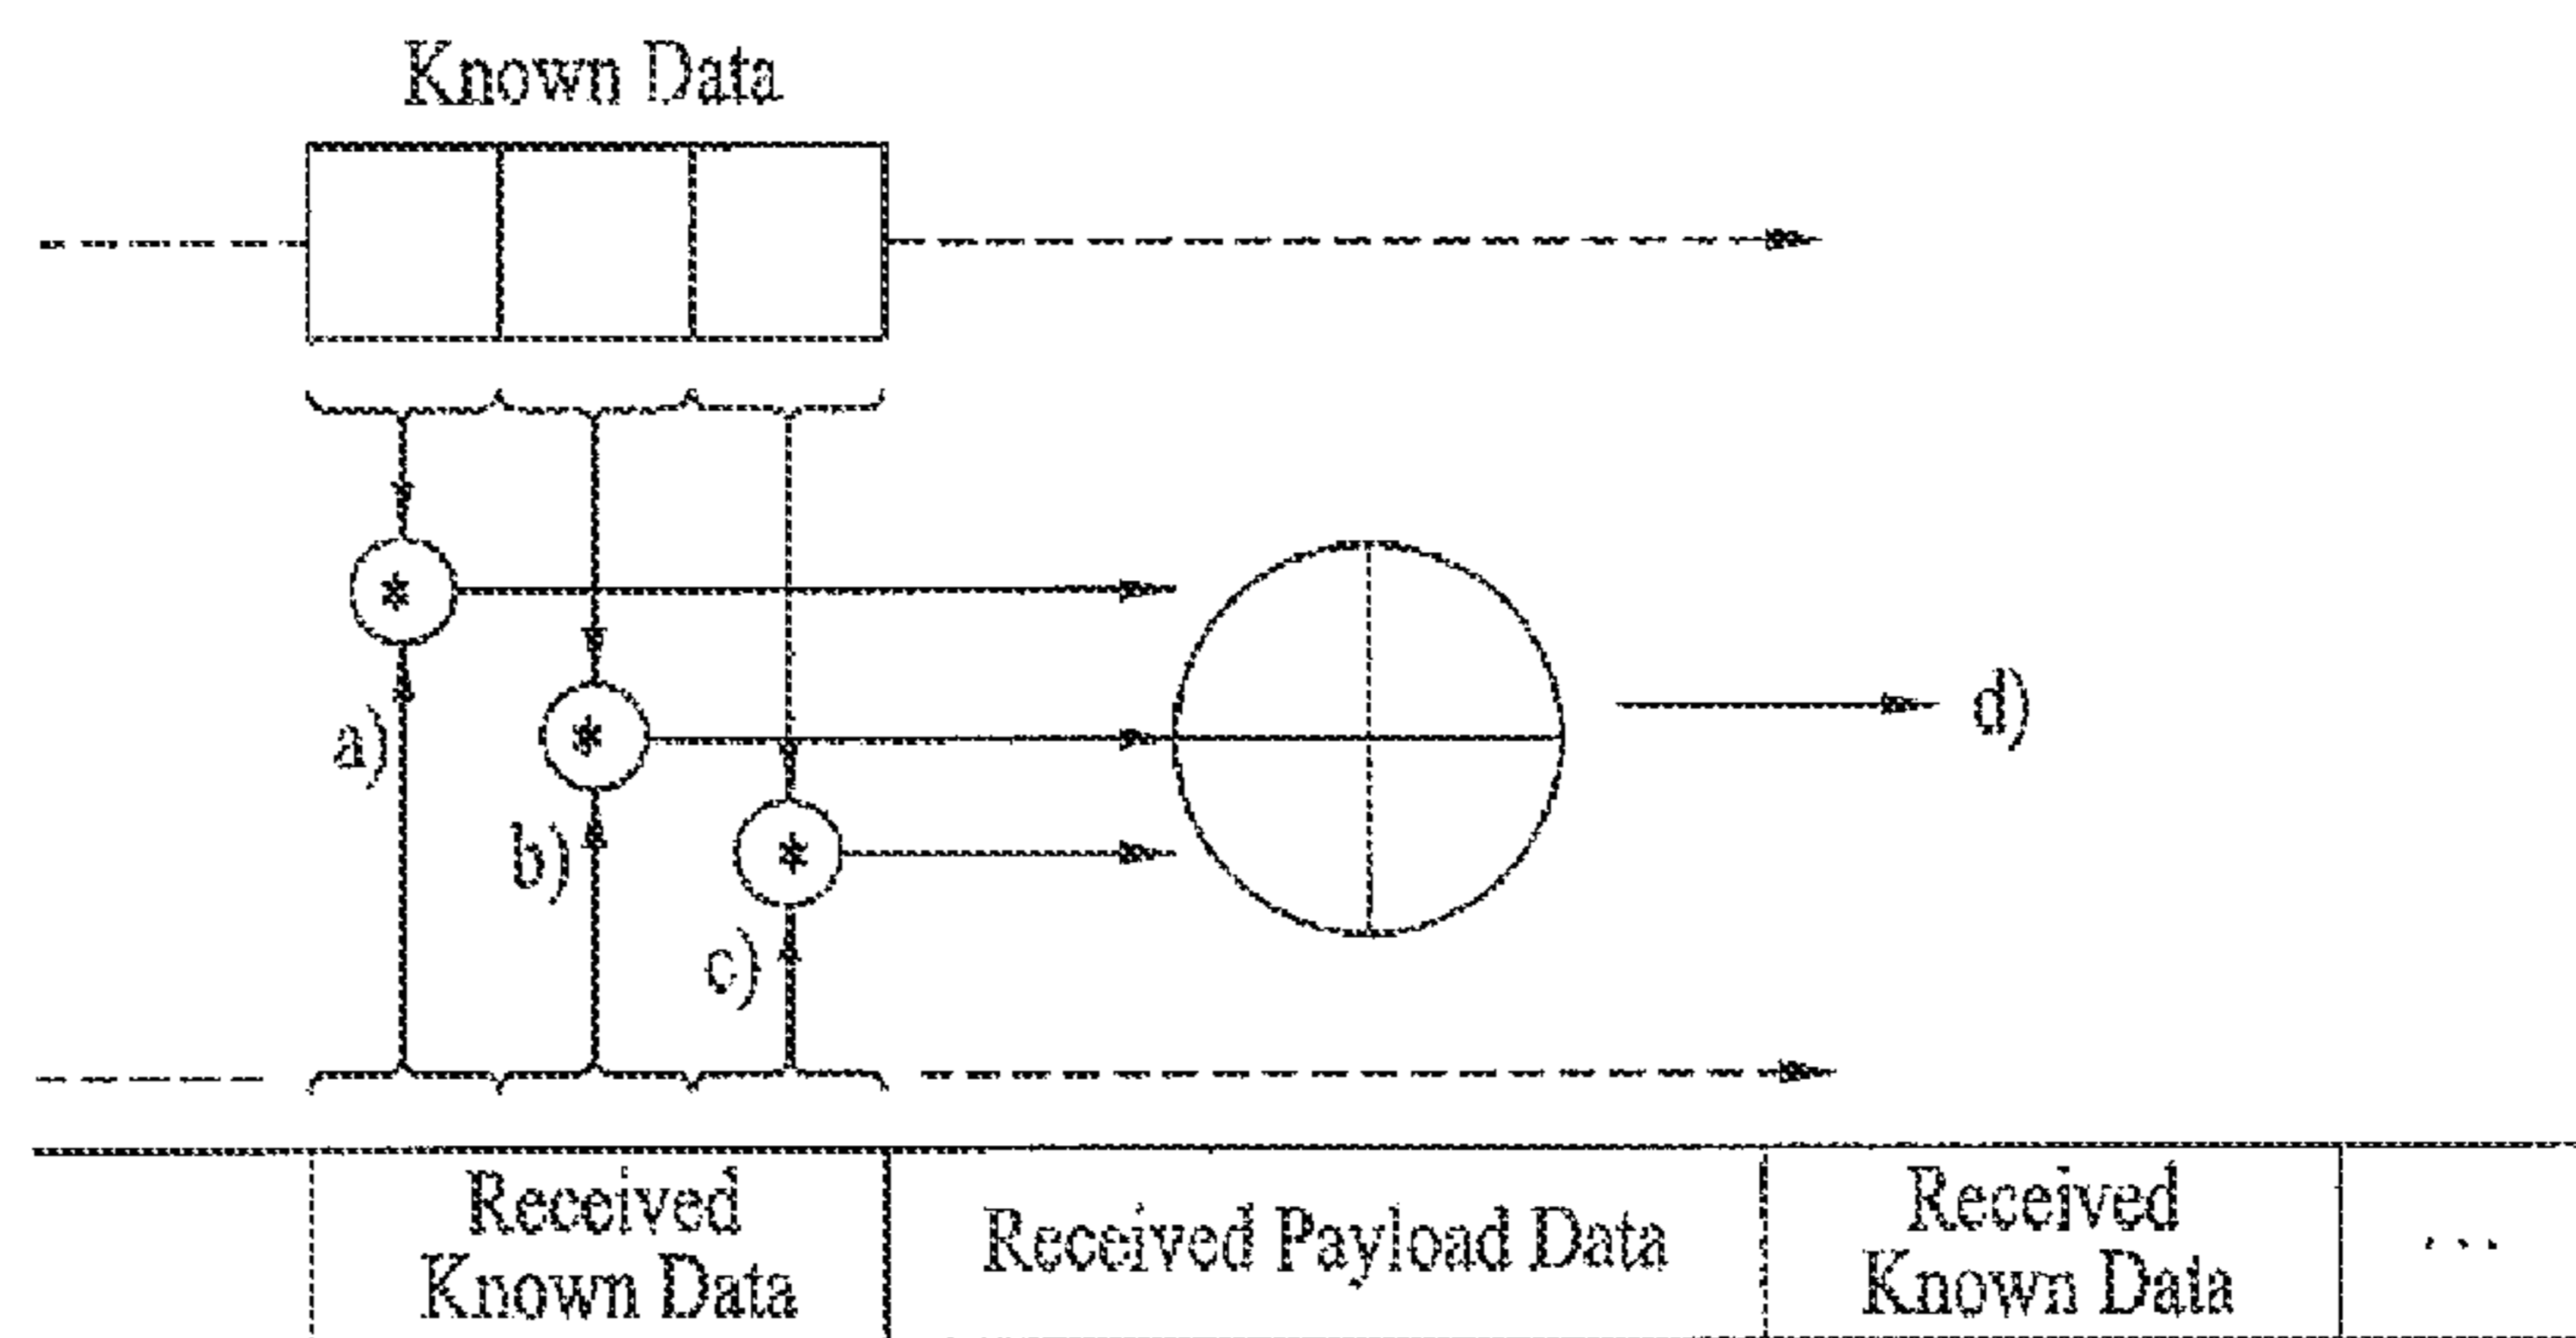 Known Data
*
*
*
a)
b)
c)
d)
Received
Known Data
Received Payload Data
Received
Known Data
...